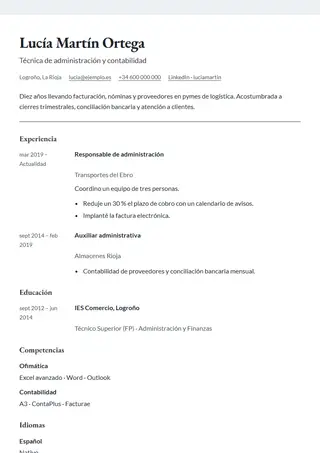 Lucía Martín Ortega
Técnica de administración y contabilidad
Logroño, La Rioja lucia@ejemplo.es +34 600 000 000 LinkedIn · luciamartin
Diez años llevando facturación, nóminas y proveedores en pymes de logística. Acostumbrada a
cierres trimestrales, conciliación bancaria y atención a clientes.
Experiencia
mar 2019 – Responsable de administración
Actualidad
Transportes del Ebro
Coordino un equipo de tres personas.
• Reduje un 30 % el plazo de cobro con un calendario de avisos.
• Implanté la factura electrónica.
sept 2014 – feb Auxiliar administrativa
2019
Almacenes Rioja
• Contabilidad de proveedores y conciliación bancaria mensual.
Educación
sept 2012 – jun IES Comercio, Logroño
2014
Técnico Superior (FP) · Administración y Finanzas
Competencias
Ofimática
Excel avanzado · Word · Outlook
Contabilidad
A3 · ContaPlus · Facturae
Idiomas
Español
Nativo